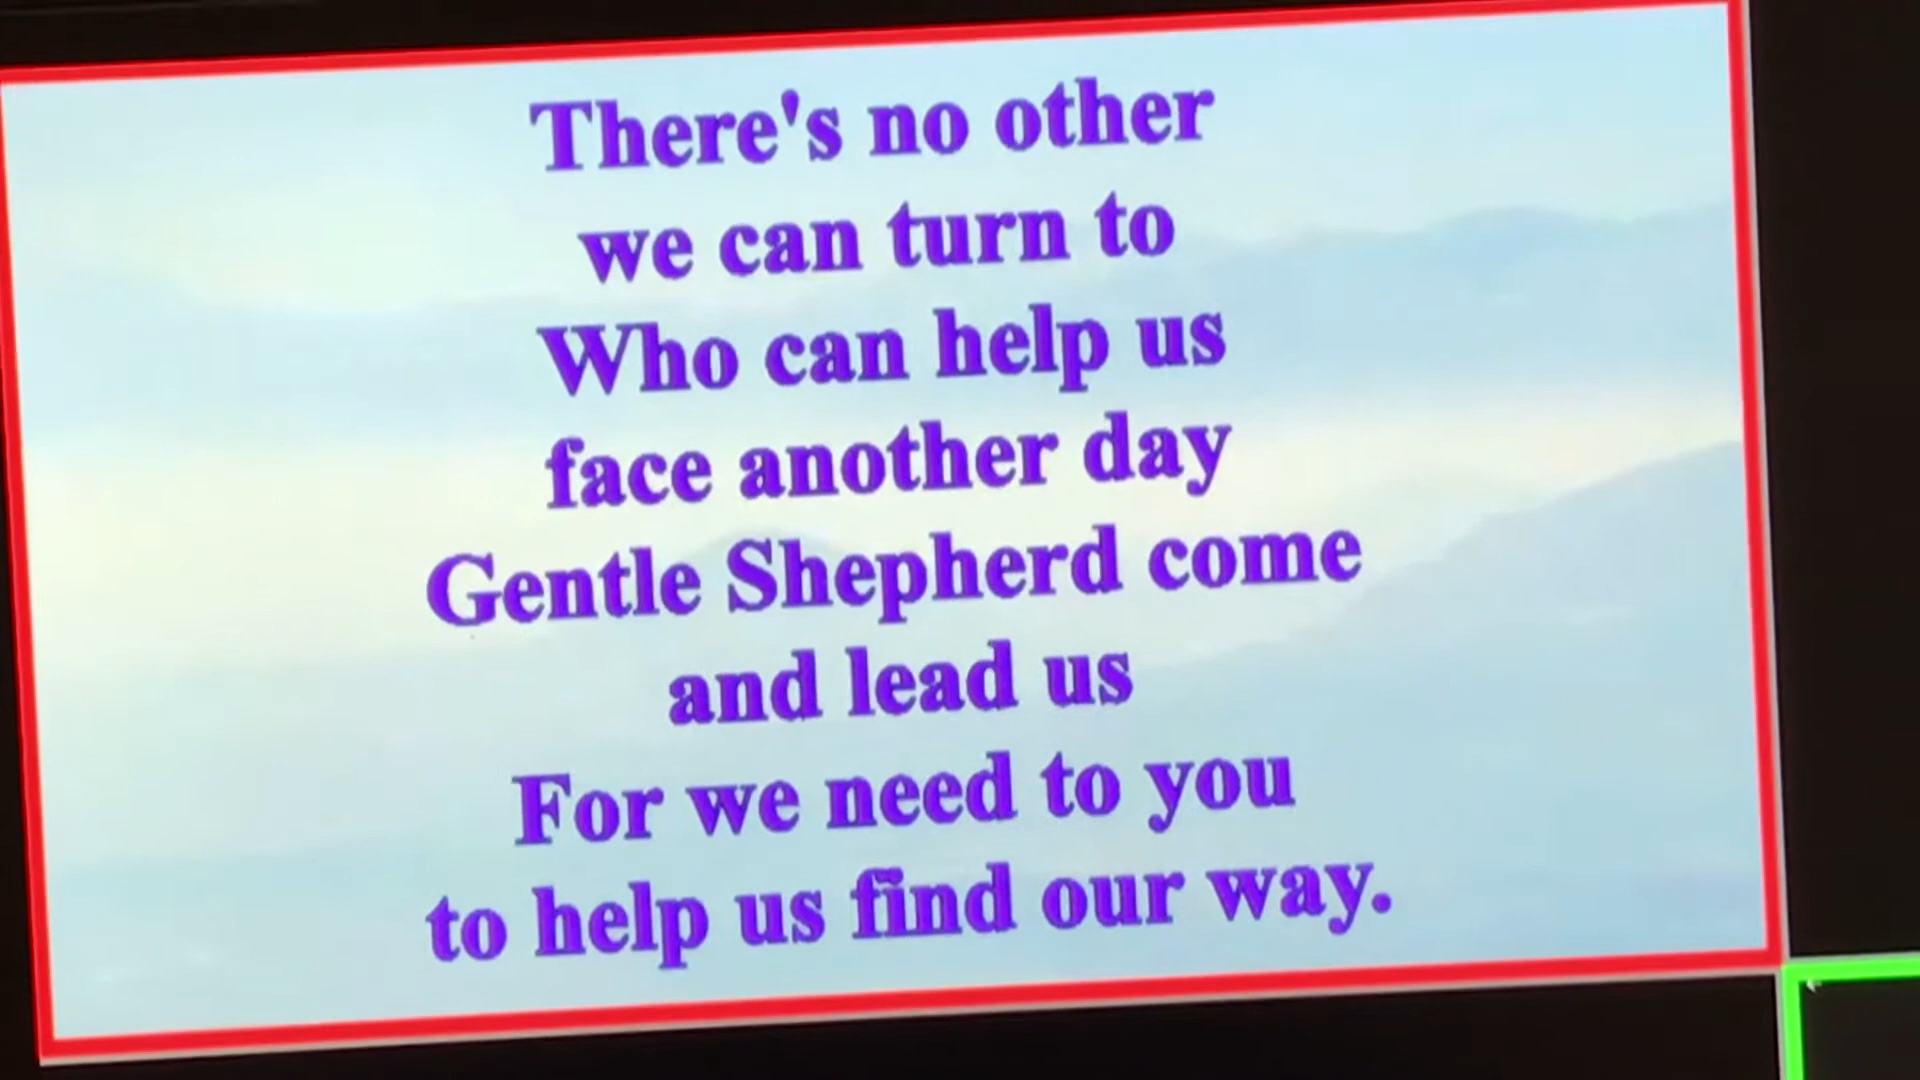 There's no other
we can turn to
Who can help us
face another day
Gentle Shepherd come
and lead us
For we need to you
to help us find our way.